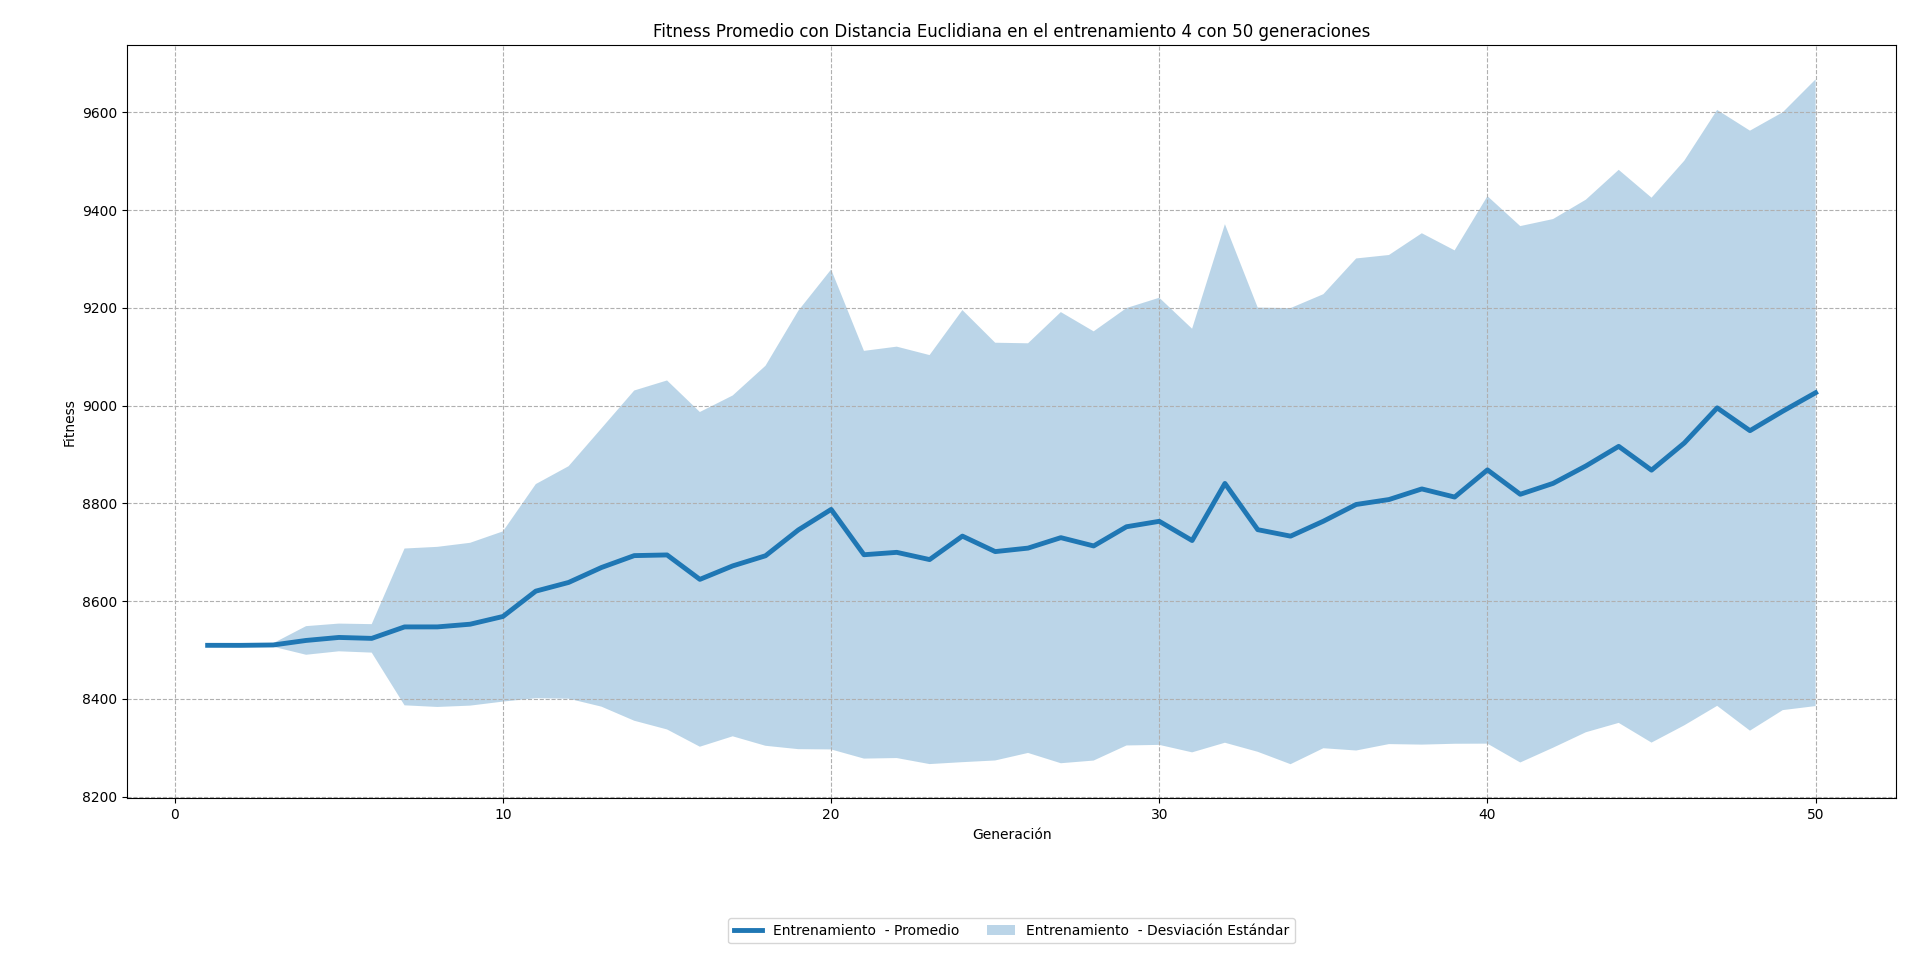 Fitness Promedio con Distancia Euclidiana en el entrenamiento 4 con 50 generaciones
9600
9400
9200
9000
8800
8600
8400
8200
Fitness
0 10 20 30 40 50
Generación
Entrenamiento  - Promedio Entrenamiento  - Desviación Estándar